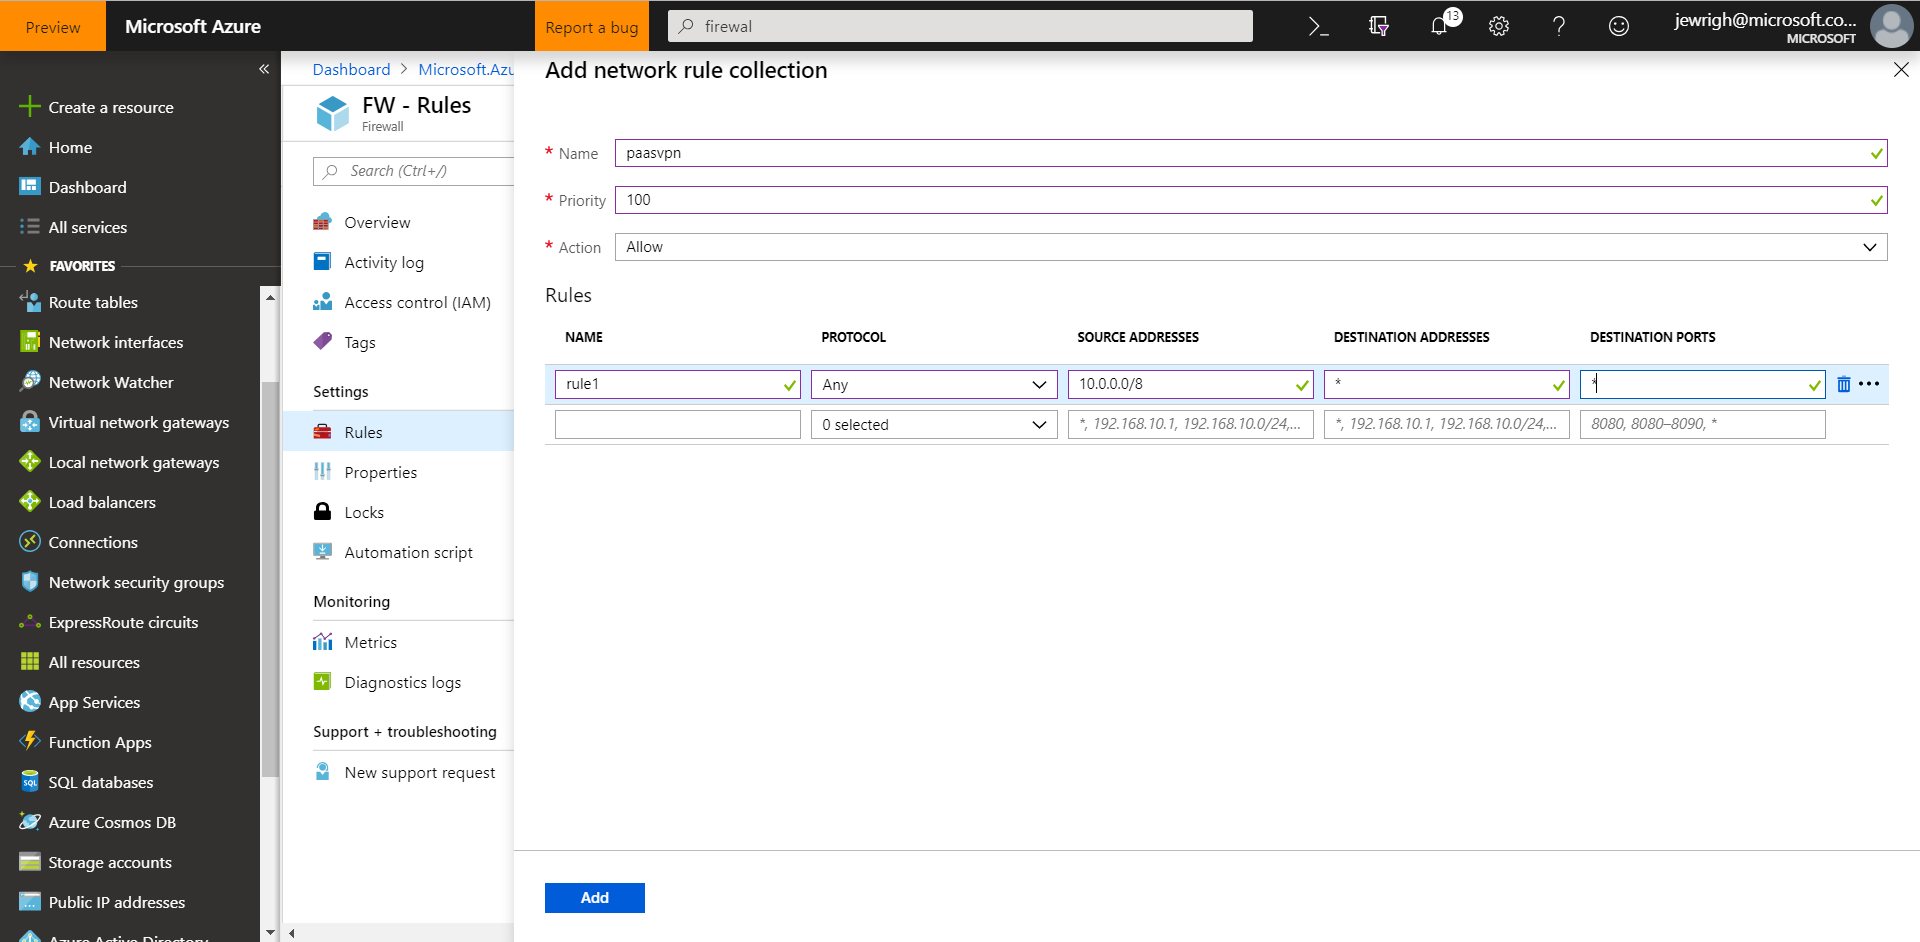 Preview
Microsoft Azure
Report a bug
firewal
13
jewrigh@microsoft.co...
MICROSOFT
Create a resource
Home
Dashboard
All services
FAVORITES
Route tables
Network interfaces
Network Watcher
Virtual network gateways
Local network gateways
Load balancers
Connections
Network security groups
ExpressRoute circuits
All resources
App Services
Function Apps
SQL databases
Azure Cosmos DB
Storage accounts
Public IP addresses
Azure Active Directory
Dashboard > Microsoft.Azu
FW - Rules
Firewall
Search (Ctrl+/)
Overview
Activity log
Access control (IAM)
Tags
Settings
Rules
Properties
Locks
Automation script
Monitoring
Metrics
Diagnostics logs
Support + troubleshooting
New support request
Add network rule collection
* Name paasvpn
* Priority 100
* Action Allow
Rules
NAME PROTOCOL SOURCE ADDRESSES DESTINATION ADDRESSES DESTINATION PORTS
rule1 Any 10.0.0.0/8 * *
0 selected *, 192.168.10.1, 192.168.10.0/24,... *, 192.168.10.1, 192.168.10.0/24,... 8080, 8080–8090, *
Add